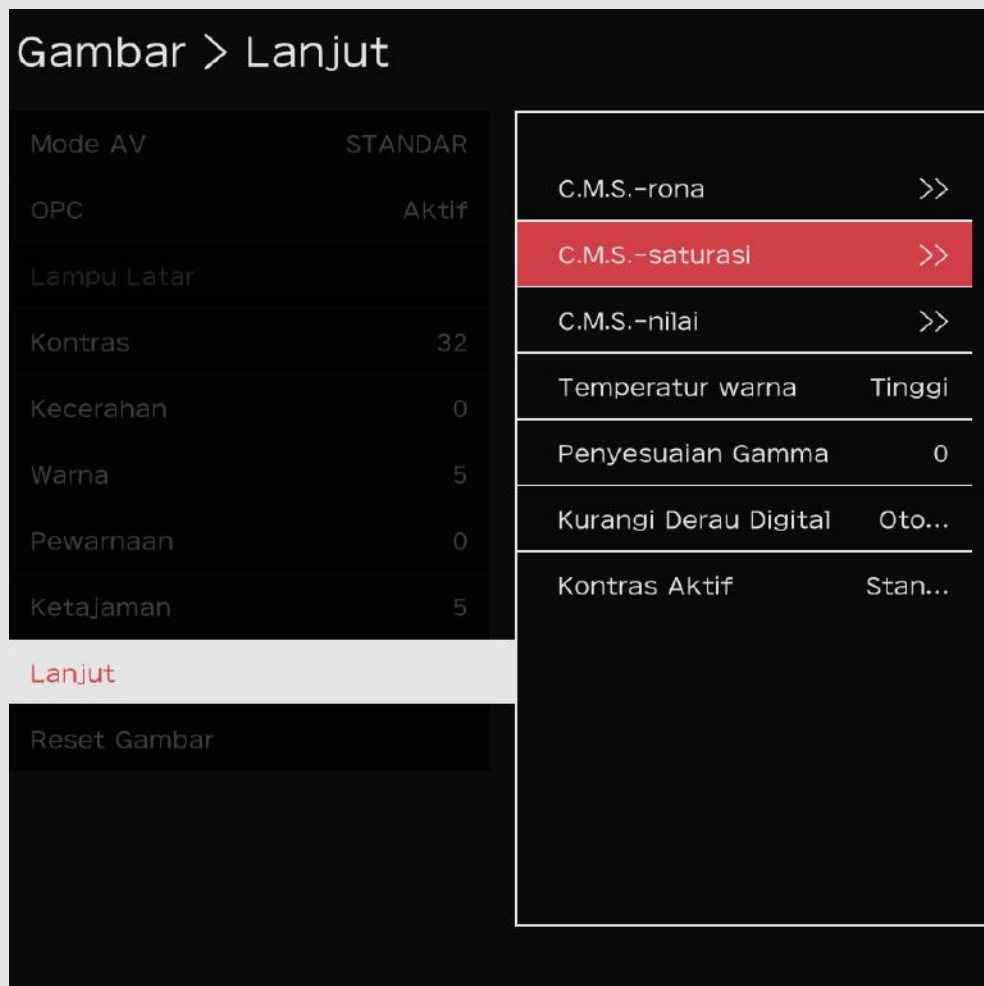 Gambar > Lanjut
Mode AV STANDAR
OPC Aktif
Lampu Latar
Kontras 32
Kecerahan 0
Warna 5
Pewarnaan 0
Ketajaman 5
Lanjut
Reset Gambar
C.M.S.-rona >>
C.M.S.-saturasi >>
C.M.S.-nilai >>
Temperatur warna Tinggi
Penyesuaian Gamma 0
Kurangi Derau Digital Oto...
Kontras Aktif Stan...